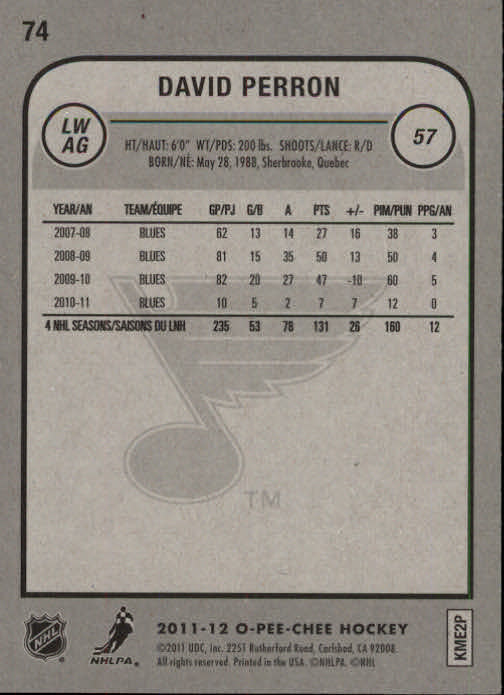 74
DAVID PERRON
LW
AG
57
HT/HAUT: 6'0" WT/PDS: 200 lbs. SHOOTS/LANCE: R/D
BORN/NÉ: May 28, 1988, Sherbrooke, Quebec
YEAR/AN TEAM/ÉQUIPE GP/PJ G/B A PTS +/- PIM/PUN PPG/AN
2007-08 BLUES 62 13 14 27 16 38 3
2008-09 BLUES 81 15 35 50 13 50 4
2009-10 BLUES 82 20 27 47 -10 60 5
2010-11 BLUES 10 5 2 7 7 12 0
4 NHL SEASONS/SAISONS DU LNH 235 53 78 131 26 160 12
TM
NHL
NHLPA
2011-12 O-PEE-CHEE HOCKEY
©2011 UDC, Inc. 2251 Rutherford Road, Carlsbad, CA 92008.
All rights reserved. Printed in the USA. ©NHLPA. ©NHL
KME2P